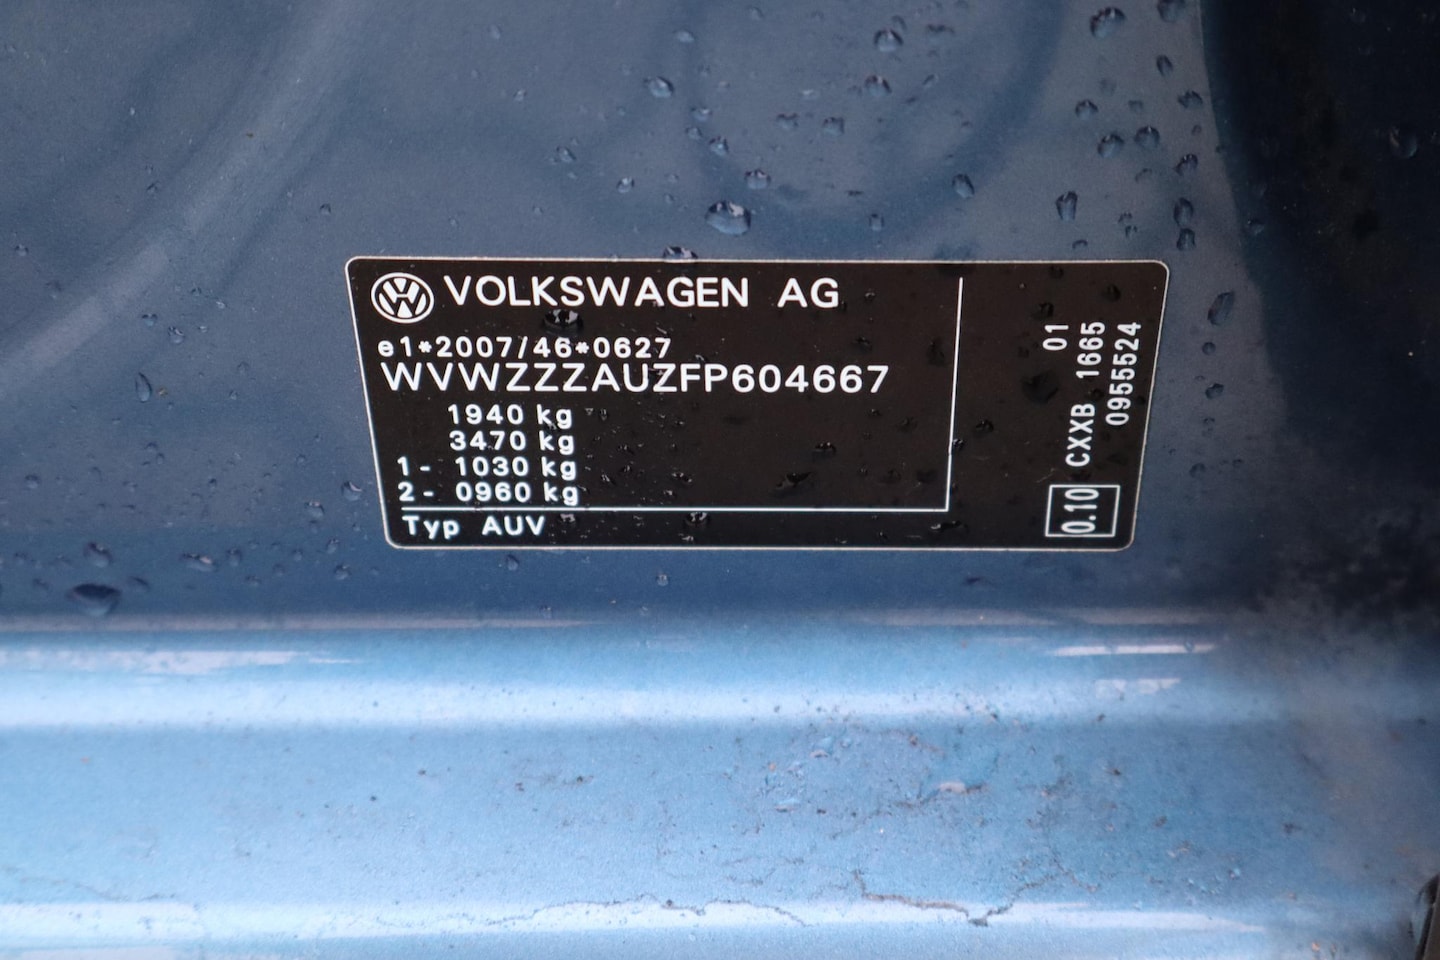 VOLKSWAGEN AG
e1*2007/46*0627
WVWZZZAUZFP604667
1940 kg
3470 kg
1- 1030 kg
2- 0960 kg
Typ AUV
01
CXXB 1665
0955524
0.10